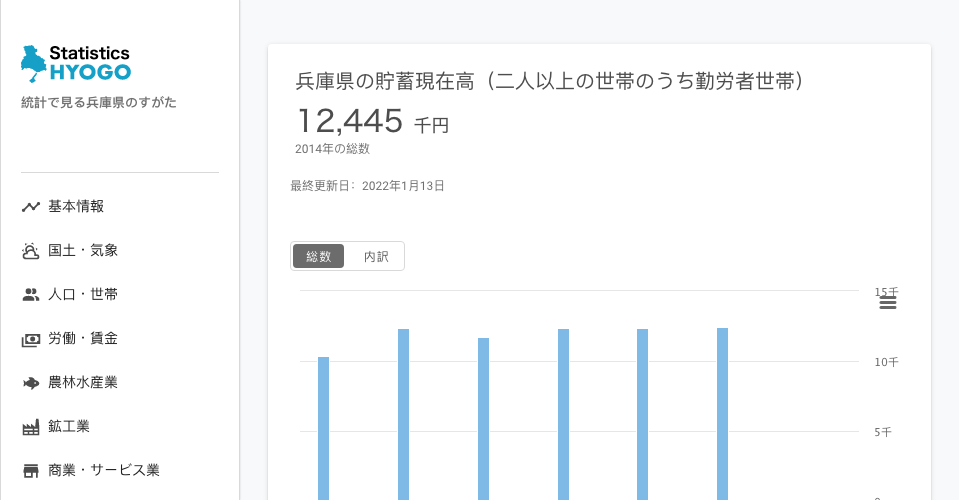 Statistics
HYOGO
統計で見る兵庫県のすがた
基本情報
国土・気象
人口・世帯
労働・賃金
農林水産業
鉱工業
商業・サービス業
兵庫県の貯蓄現在高（二人以上の世帯のうち勤労者世帯）
12,445 千円
2014年の総数
最終更新日：2022年1月13日
総数 内訳
15千
10千
5千